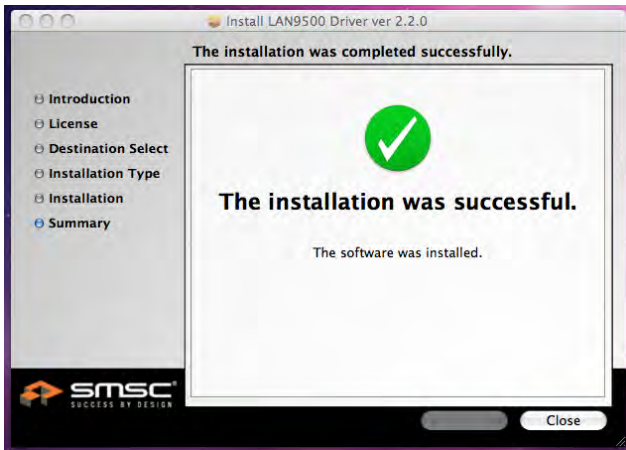 Install LAN9500 Driver ver 2.2.0
The installation was completed successfully.
Introduction
License
Destination Select
Installation Type
Installation
Summary
The installation was successful.
The software was installed.
smsc®
SUCCESS BY DESIGN
Close